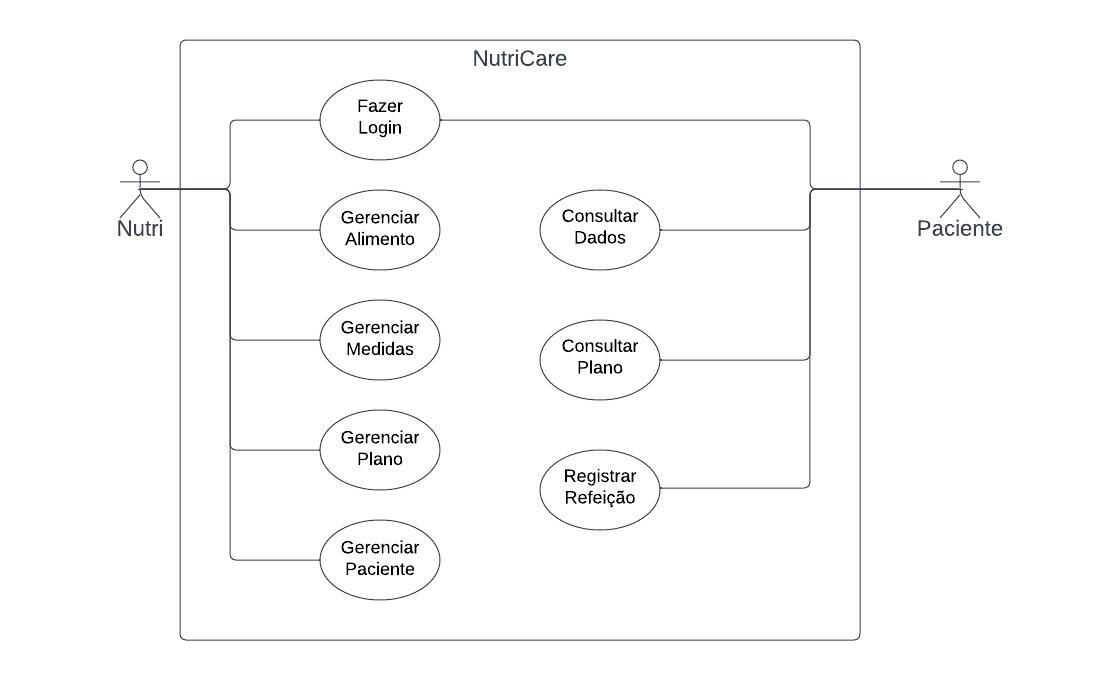 NutriCare
Fazer
Login
Nutri
Paciente
Gerenciar
Alimento
Consultar
Dados
Gerenciar
Medidas
Consultar
Plano
Gerenciar
Plano
Registrar
Refeição
Gerenciar
Paciente